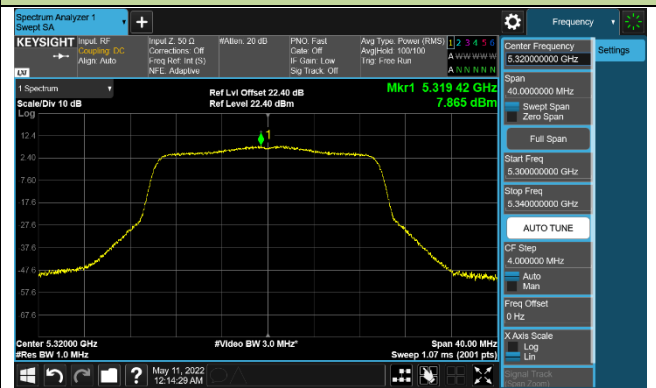 Spectrum Analyzer 1
Swept SA
+
Frequency
KEYSIGHT
Input: RF
Coupling: DC
Align: Auto
Input Z: 50 Ω
Corrections: Off
Freq Ref: Int (S)
NFE: Adaptive
#Atten: 20 dB
PNO: Fast
Gate: Off
IF Gain: Low
Sig Track: Off
Avg Type: Power (RMS)
Avg|Hold: 100/100
Trig: Free Run
1 2 3 4 5 6
A W W W W W
A N N N N N
LXI
1 Spectrum
Scale/Div 10 dB
Log
Ref Lvl Offset 22.40 dB
Ref Level 22.40 dBm
Mkr1 5.319 42 GHz
7.865 dBm
1
12.4
2.40
-7.60
-17.6
-27.6
-37.6
-47.6
-57.6
-67.6
Center 5.32000 GHz
#Res BW 1.0 MHz
#Video BW 3.0 MHz*
Span 40.00 MHz
Sweep 1.07 ms (2001 pts)
Center Frequency
5.320000000 GHz
Settings
Span
40.0000000 MHz
Swept Span
Zero Span
Full Span
Start Freq
5.300000000 GHz
Stop Freq
5.340000000 GHz
AUTO TUNE
CF Step
4.000000 MHz
Auto
Man
Freq Offset
0 Hz
X Axis Scale
Log
Lin
Signal Track
(Span Zoom)
?
May 11, 2022
12:14:29 AM